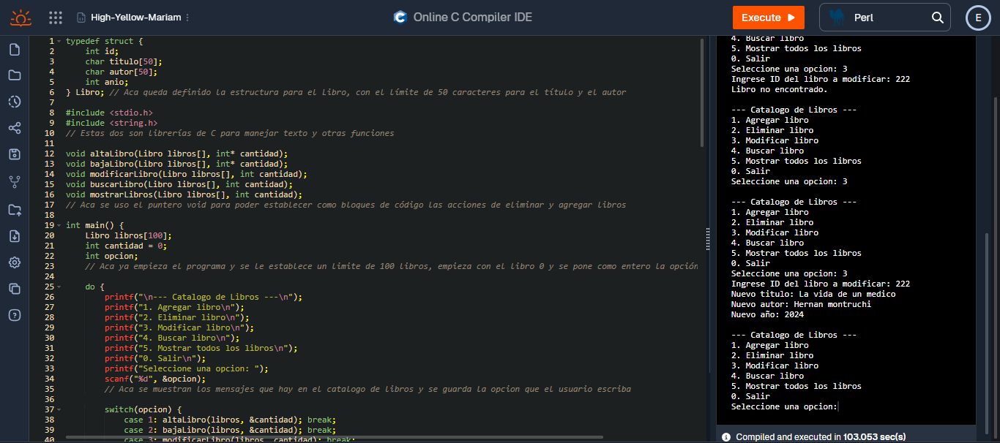 High-Yellow-Mariam
Online C Compiler IDE
Execute
Perl
E
1 typedef struct {
2 int id;
3 char titulo[50];
4 char autor[50];
5 int anio;
6 } Libro; // Aca queda definido la estructura para el Libro, con el límite de 50 caracteres para el título y el autor
7
8 #include <stdio.h>
9 #include <string.h>
10 // Estas dos son librerías de C para manejar texto y otras funciones
11
12 void altaLibro(Libro libros[], int* cantidad);
13 void bajaLibro(Libro libros[], int* cantidad);
14 void modificarLibro(Libro libros[], int cantidad);
15 void buscarLibro(Libro libros[], int cantidad);
16 void mostrarLibros(Libro libros[], int cantidad);
17 // Aca se uso el puntero void para poder establecer como bloques de código las acciones de eliminar y agregar libros
18
19 int main() {
20 Libro libros[100];
21 int cantidad = 0;
22 int opcion;
23 // Aca ya empieza el programa y se le establece un limite de 100 libros, empieza con el libro 0 y se pone como entero la opción
24
25 do {
26 printf("\n--- Catalogo de Libros ---\n");
27 printf("1. Agregar libro\n");
28 printf("2. Eliminar libro\n");
29 printf("3. Modificar libro\n");
30 printf("4. Buscar libro\n");
31 printf("5. Mostrar todos los libros\n");
32 printf("0. Salir\n");
33 printf("Seleccione una opcion: ");
34 scanf("%d", &opcion);
35 // Aca se muestran los mensajes que hay en el catalogo de libros y se guarda la opcion que el usuario escriba
36
37 switch(opcion) {
38 case 1: altaLibro(libros, &cantidad); break;
39 case 2: bajaLibro(libros, &cantidad); break;
40 case 3: modificarLibro(libros, cantidad); break;
4. Buscar libro
5. Mostrar todos los libros
0. Salir
Seleccione una opcion: 3
Ingrese ID del libro a modificar: 222
Libro no encontrado.
--- Catalogo de Libros ---
1. Agregar libro
2. Eliminar libro
3. Modificar libro
4. Buscar libro
5. Mostrar todos los libros
0. Salir
Seleccione una opcion: 3
--- Catalogo de Libros ---
1. Agregar libro
2. Eliminar libro
3. Modificar libro
4. Buscar libro
5. Mostrar todos los libros
0. Salir
Seleccione una opcion: 3
Ingrese ID del libro a modificar: 222
Nuevo titulo: La vida de un medico
Nuevo autor: Hernan montruchi
Nuevo año: 2024
--- Catalogo de Libros ---
1. Agregar libro
2. Eliminar libro
3. Modificar libro
4. Buscar libro
5. Mostrar todos los libros
0. Salir
Seleccione una opcion:
Compiled and executed in 103.053 sec(s)